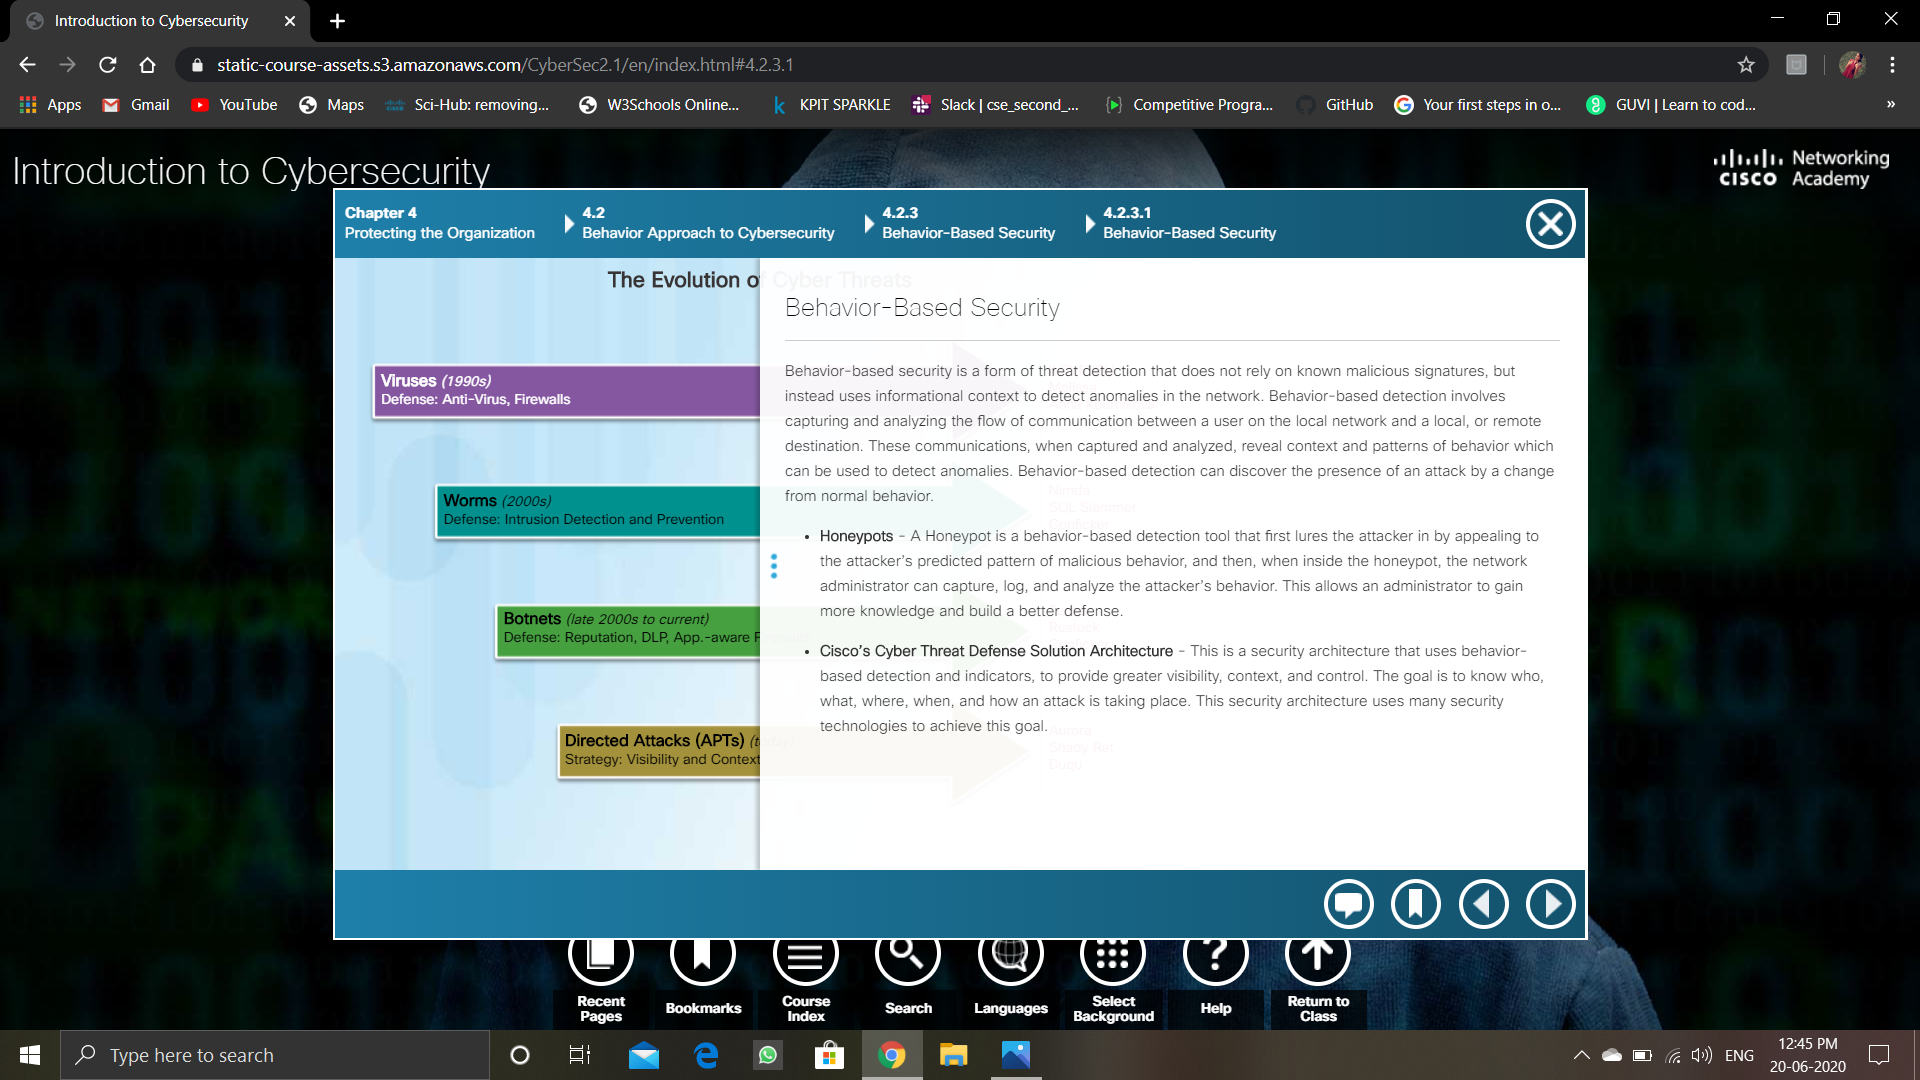 Introduction to Cybersecurity
static-course-assets.s3.amazonaws.com/CyberSec2.1/en/index.html#4.2.3.1
Apps
Gmail
YouTube
Maps
Sci-Hub: removing...
W3Schools Online...
KPIT SPARKLE
Slack | cse_second_...
Competitive Progra...
GitHub
Your first steps in o...
GUVI | Learn to cod...
»
Introduction to Cybersecurity
CISCO
Networking
Academy
Chapter 4
Protecting the Organization
4.2
Behavior Approach to Cybersecurity
4.2.3
Behavior-Based Security
4.2.3.1
Behavior-Based Security
The Evolution of Cyber Threats
Viruses (1990s)
Defense: Anti-Virus, Firewalls
Worms (2000s)
Defense: Intrusion Detection and Prevention
Botnets (late 2000s to current)
Defense: Reputation, DLP, App.-aware F
Directed Attacks (APTs) (today)
Strategy: Visibility and Context
Behavior-Based Security
Behavior-based security is a form of threat detection that does not rely on known malicious signatures, but
instead uses informational context to detect anomalies in the network. Behavior-based detection involves
capturing and analyzing the flow of communication between a user on the local network and a local, or remote
destination. These communications, when captured and analyzed, reveal context and patterns of behavior which
can be used to detect anomalies. Behavior-based detection can discover the presence of an attack by a change
from normal behavior.
Nimda
SQL Slammer
Conficker
• Honeypots - A Honeypot is a behavior-based detection tool that first lures the attacker in by appealing to
the attacker's predicted pattern of malicious behavior, and then, when inside the honeypot, the network
administrator can capture, log, and analyze the attacker's behavior. This allows an administrator to gain
more knowledge and build a better defense.
Rustock
• Cisco's Cyber Threat Defense Solution Architecture - This is a security architecture that uses behavior-
based detection and indicators, to provide greater visibility, context, and control. The goal is to know who,
what, where, when, and how an attack is taking place. This security architecture uses many security
technologies to achieve this goal.
Aurora
Shady Rat
Duqu
Recent
Pages
Bookmarks
Course
Index
Search
Languages
Select
Background
Help
Return to
Class
Type here to search
ENG
12:45 PM
20-06-2020